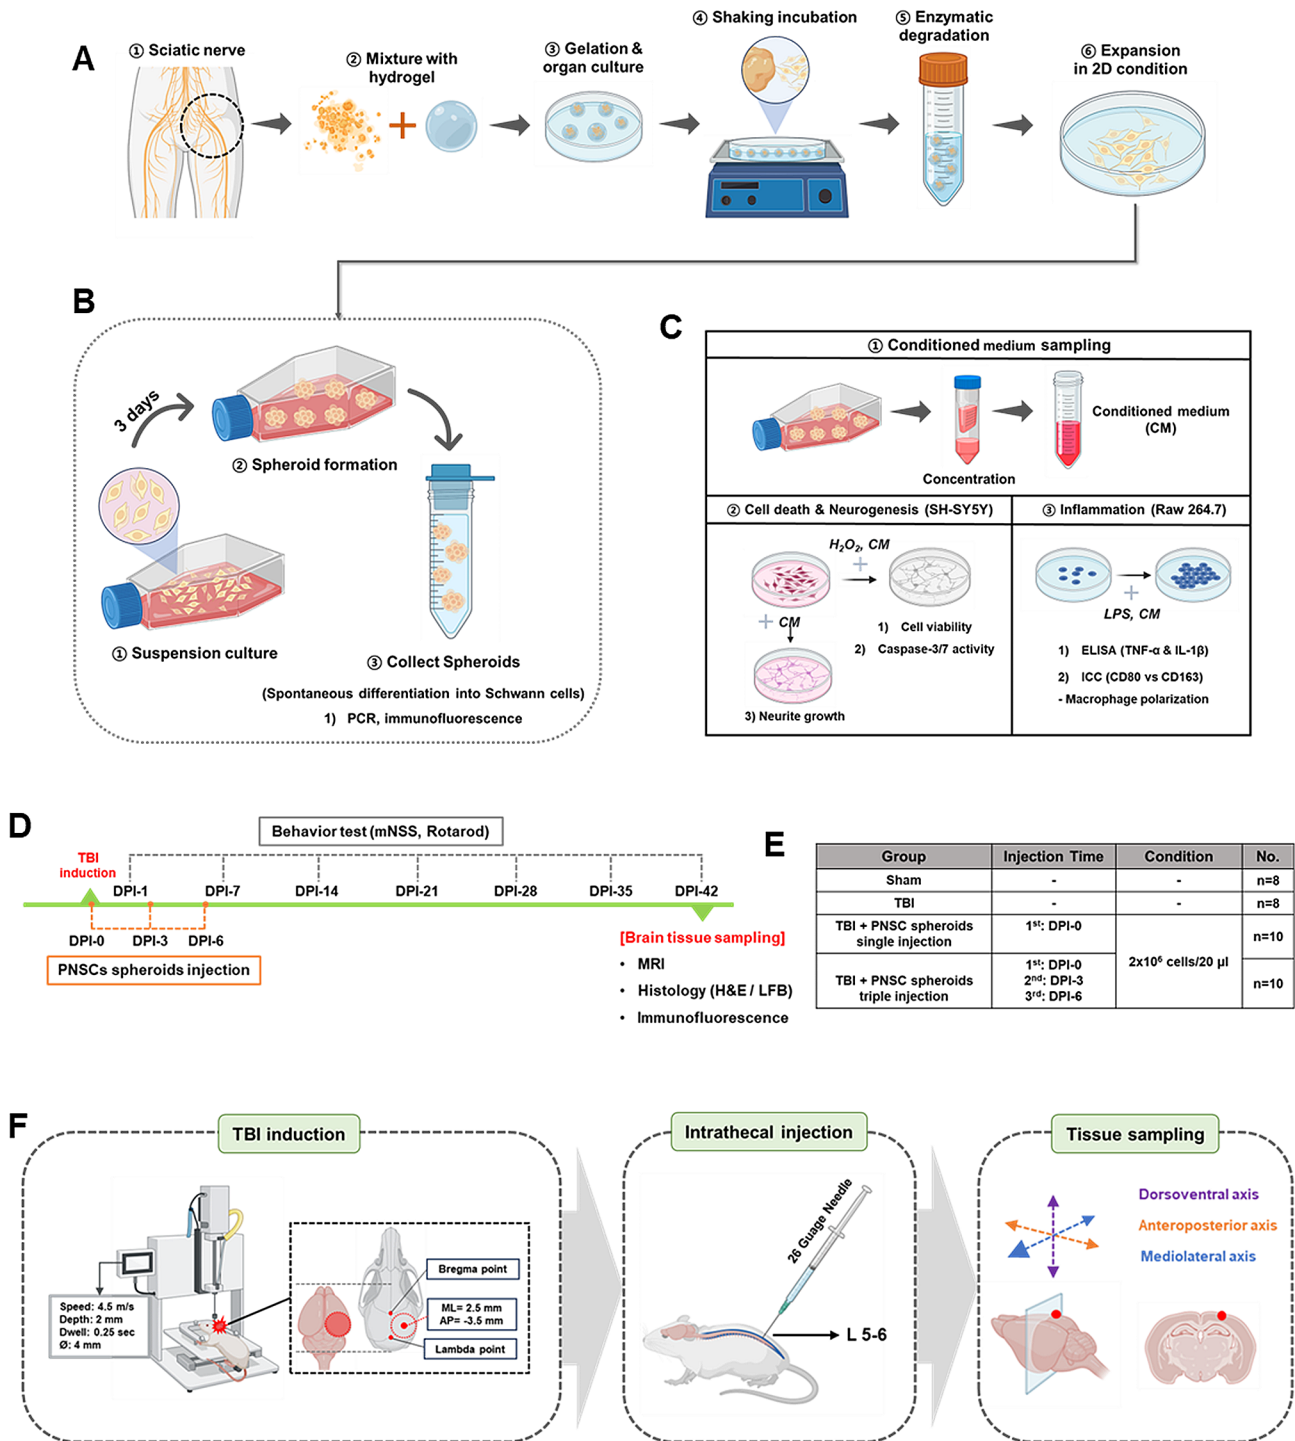 A
① Sciatic nerve
② Mixture with
hydrogel
③ Gelation &
organ culture
④ Shaking incubation
⑤ Enzymatic
degradation
⑥ Expansion
in 2D condition
B
3 days
② Spheroid formation
① Suspension culture
③ Collect Spheroids
(Spontaneous differentiation into Schwann cells)
1) PCR, immunofluorescence
C
① Conditioned medium sampling
Conditioned medium
(CM)
Concentration
② Cell death & Neurogenesis (SH-SY5Y)
H₂O₂, CM
+
+ CM
1) Cell viability
2) Caspase-3/7 activity
3) Neurite growth
③ Inflammation (Raw 264.7)
+
LPS, CM
1) ELISA (TNF-α & IL-1β)
2) ICC (CD80 vs CD163)
- Macrophage polarization
D
Behavior test (mNSS, Rotarod)
TBI
induction
DPI-1
DPI-7
DPI-14
DPI-21
DPI-28
DPI-35
DPI-42
DPI-0
DPI-3
DPI-6
PNSCs spheroids injection
[Brain tissue sampling]
• MRI
• Histology (H&E / LFB)
• Immunofluorescence
E
Group Injection Time Condition No.
Sham - - n=8
TBI - - n=8
TBI + PNSC spheroids
single injection
1st: DPI-0
n=10
2x10⁶ cells/20 µl
TBI + PNSC spheroids
triple injection
1st: DPI-0
2nd: DPI-3
3rd: DPI-6
n=10
F
TBI induction
Speed: 4.5 m/s
Depth: 2 mm
Dwell: 0.25 sec
Ø: 4 mm
Bregma point
ML= 2.5 mm
AP= -3.5 mm
Lambda point
Intrathecal injection
26 Guage Needle
L 5-6
Tissue sampling
Dorsoventral axis
Anteroposterior axis
Mediolateral axis